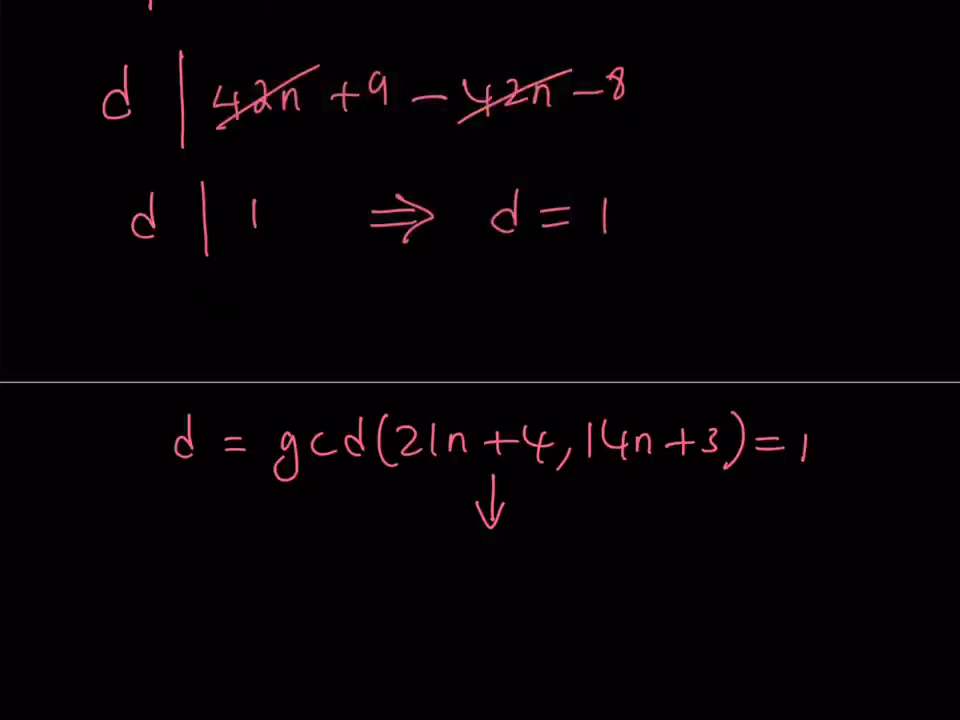 d | 42n + 9 - 42n - 8
d | 1 ⇒ d = 1
d = gcd(21n + 4, 14n + 3) = 1
↓